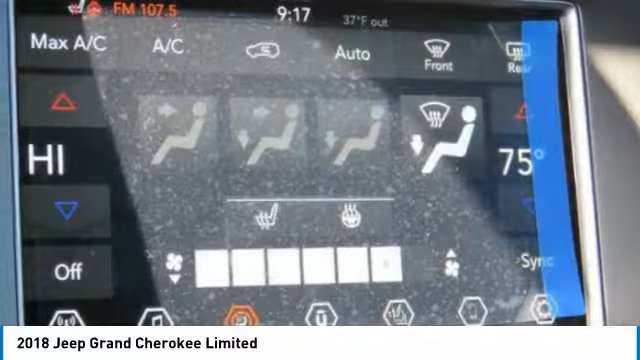 FM 107.5
9:17
37°F out
Max A/C
A/C
Auto
Front
Rear
HI
75°
Off
Sync
2018 Jeep Grand Cherokee Limited